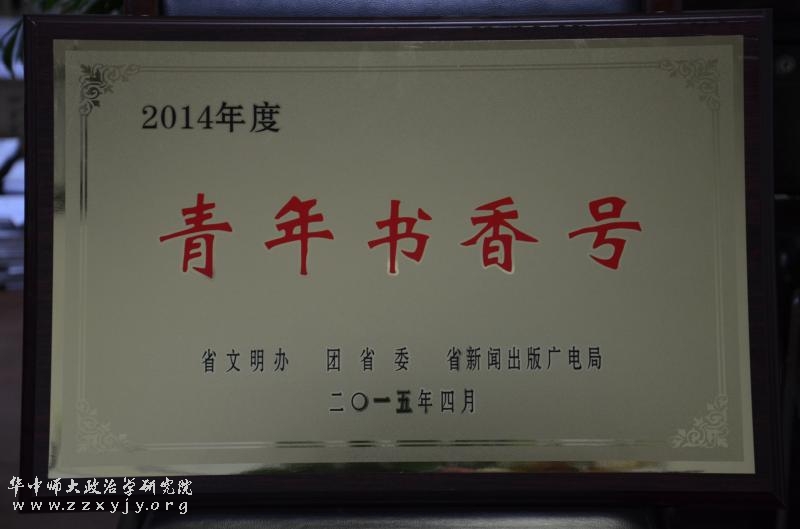 2014年度
青年书香号
省文明办 团省委 省新闻出版广电局
二〇一五年四月
华中师大政治学研究院
www.zzxyjy.org